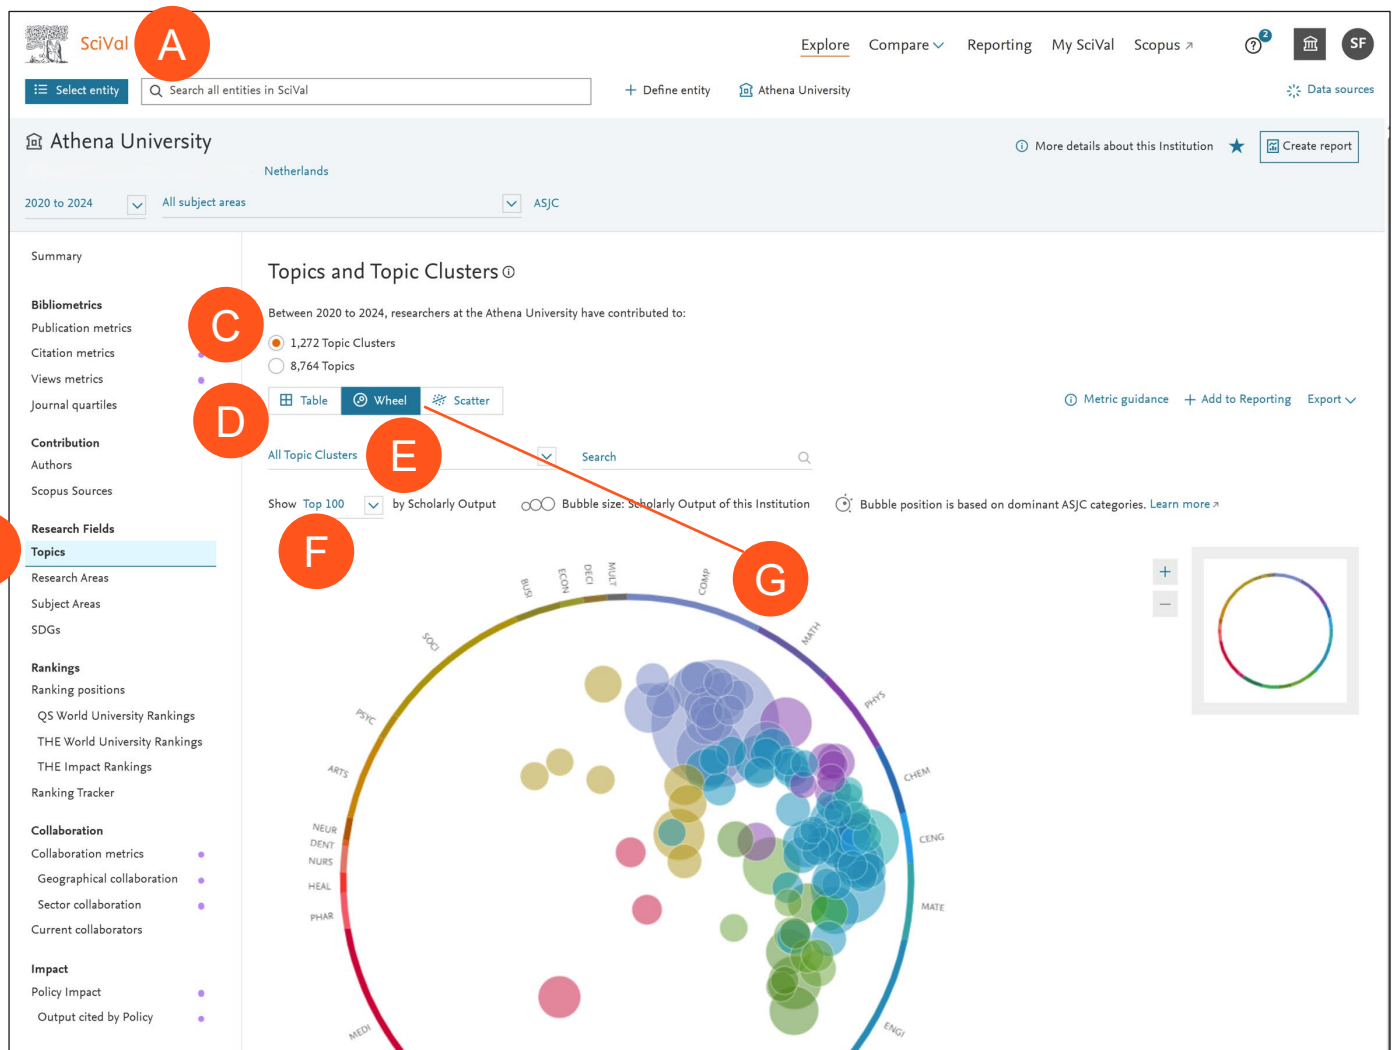 SciVal
A
Explore Compare Reporting My SciVal Scopus
2
SF
Select entity Search all entities in SciVal + Define entity Athena University Data sources
Athena University
More details about this Institution Create report
Netherlands
2020 to 2024 All subject areas ASJC
Summary
Bibliometrics
Publication metrics
Citation metrics
Views metrics
Journal quartiles
Contribution
Authors
Scopus Sources
Research Fields
Topics
Research Areas
Subject Areas
SDGs
Rankings
Ranking positions
QS World University Rankings
THE World University Rankings
THE Impact Rankings
Ranking Tracker
Collaboration
Collaboration metrics
Geographical collaboration
Sector collaboration
Current collaborators
Impact
Policy Impact
Output cited by Policy
Topics and Topic Clusters
C
Between 2020 to 2024, researchers at the Athena University have contributed to:
1,272 Topic Clusters
8,764 Topics
D
Table Wheel Scatter
Metric guidance + Add to Reporting Export
E
All Topic Clusters Search
Show Top 100 by Scholarly Output Bubble size: Scholarly Output of this Institution Bubble position is based on dominant ASJC categories. Learn more
F
G
+
−
BUSI
ECON
DECI
MULT
COMP
MATH
PHYS
CHEM
CENG
MATE
ENGI
SOCI
PSYC
ARTS
NEUR
DENT
NURS
HEAL
PHAR
MEDI